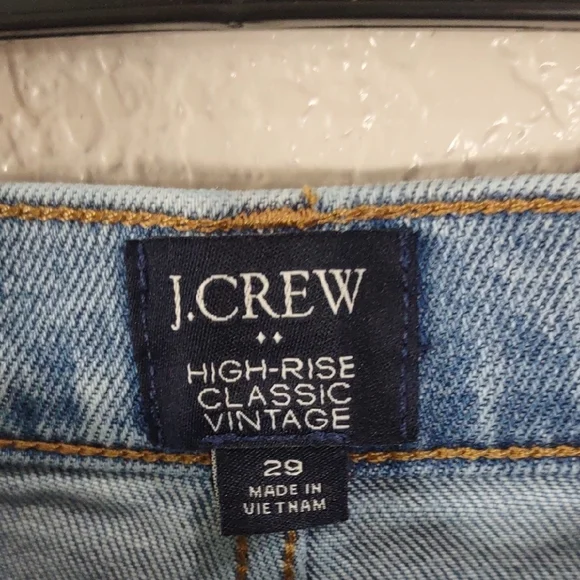 J.CREW
HIGH-RISE
CLASSIC
VINTAGE
29
MADE IN
VIETNAM